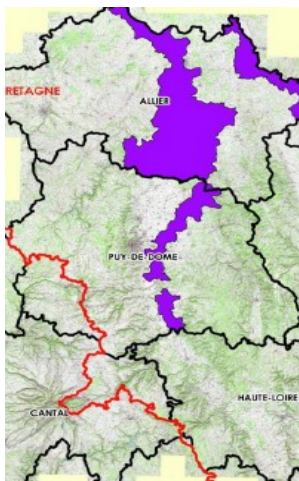 RETAGNE
ALLIER
PUY-DE-DOME
HAUTE-LOIRE
CANTAL